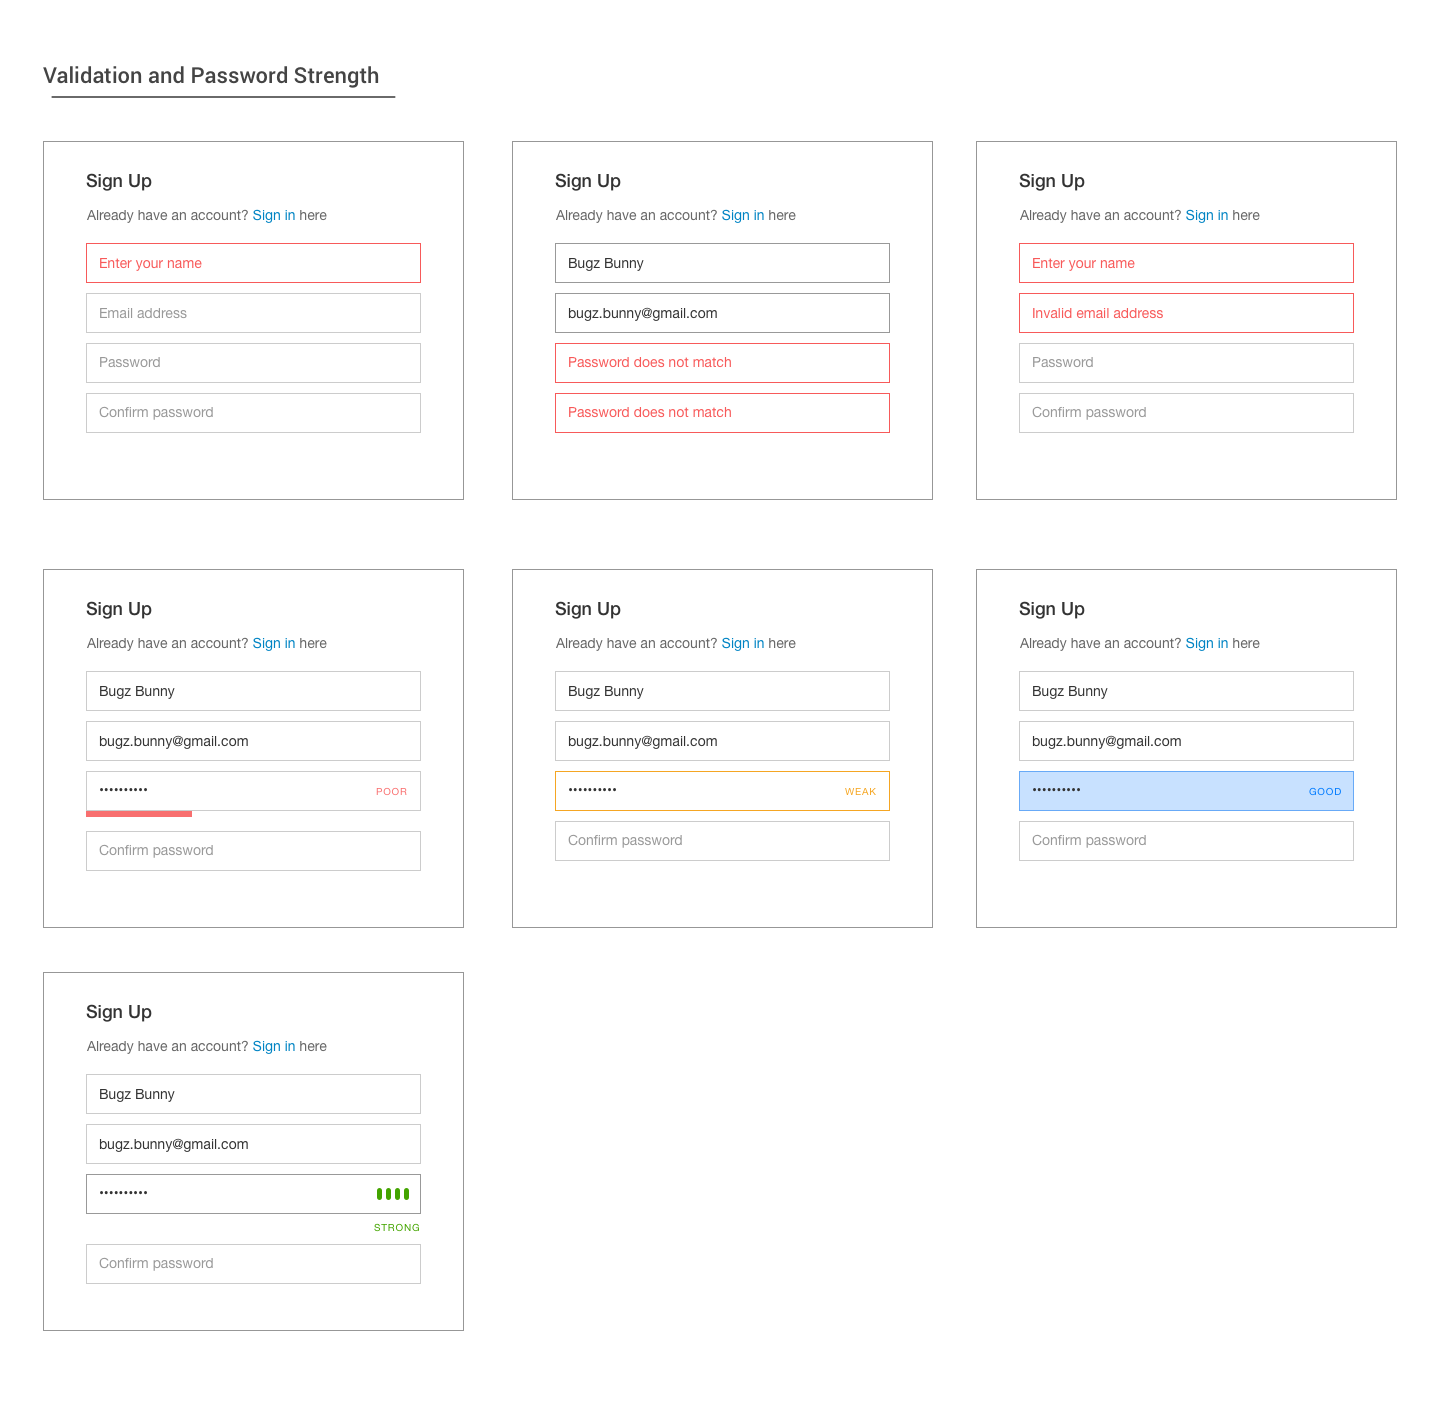 Validation and Password Strength
Sign Up
Already have an account? Sign in here
Enter your name
Email address
Password
Confirm password
Sign Up
Already have an account? Sign in here
Bugz Bunny
bugz.bunny@gmail.com
Password does not match
Password does not match
Sign Up
Already have an account? Sign in here
Enter your name
Invalid email address
Password
Confirm password
Sign Up
Already have an account? Sign in here
Bugz Bunny
bugz.bunny@gmail.com
•••••••••• POOR
Confirm password
Sign Up
Already have an account? Sign in here
Bugz Bunny
bugz.bunny@gmail.com
•••••••••• WEAK
Confirm password
Sign Up
Already have an account? Sign in here
Bugz Bunny
bugz.bunny@gmail.com
•••••••••• GOOD
Confirm password
Sign Up
Already have an account? Sign in here
Bugz Bunny
bugz.bunny@gmail.com
••••••••••
STRONG
Confirm password